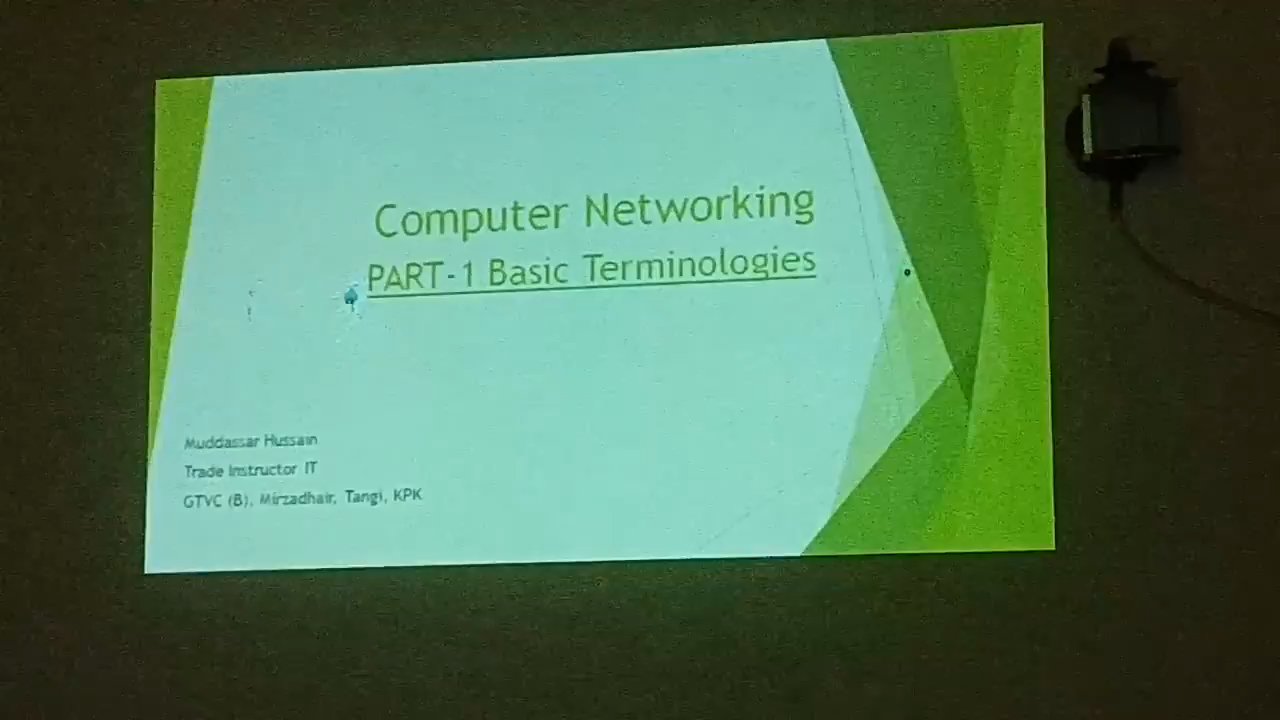 Computer Networking
PART-1 Basic Terminologies
Muddassar Hussain
Trade Instructor IT
GTVC (B), Mirzadhair, Tangi, KPK